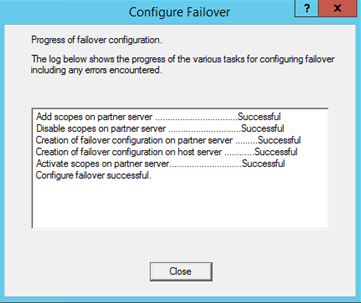 Configure Failover
? x
Progress of failover configuration.
The log below shows the progress of the various tasks for configuring failover
including any errors encountered.
Add scopes on partner server ..................................Successful
Disable scopes on partner server ..............................Successful
Creation of failover configuration on partner server .........Successful
Creation of failover configuration on host server ............Successful
Activate scopes on partner server..............................Successful
Configure failover successful.
Close